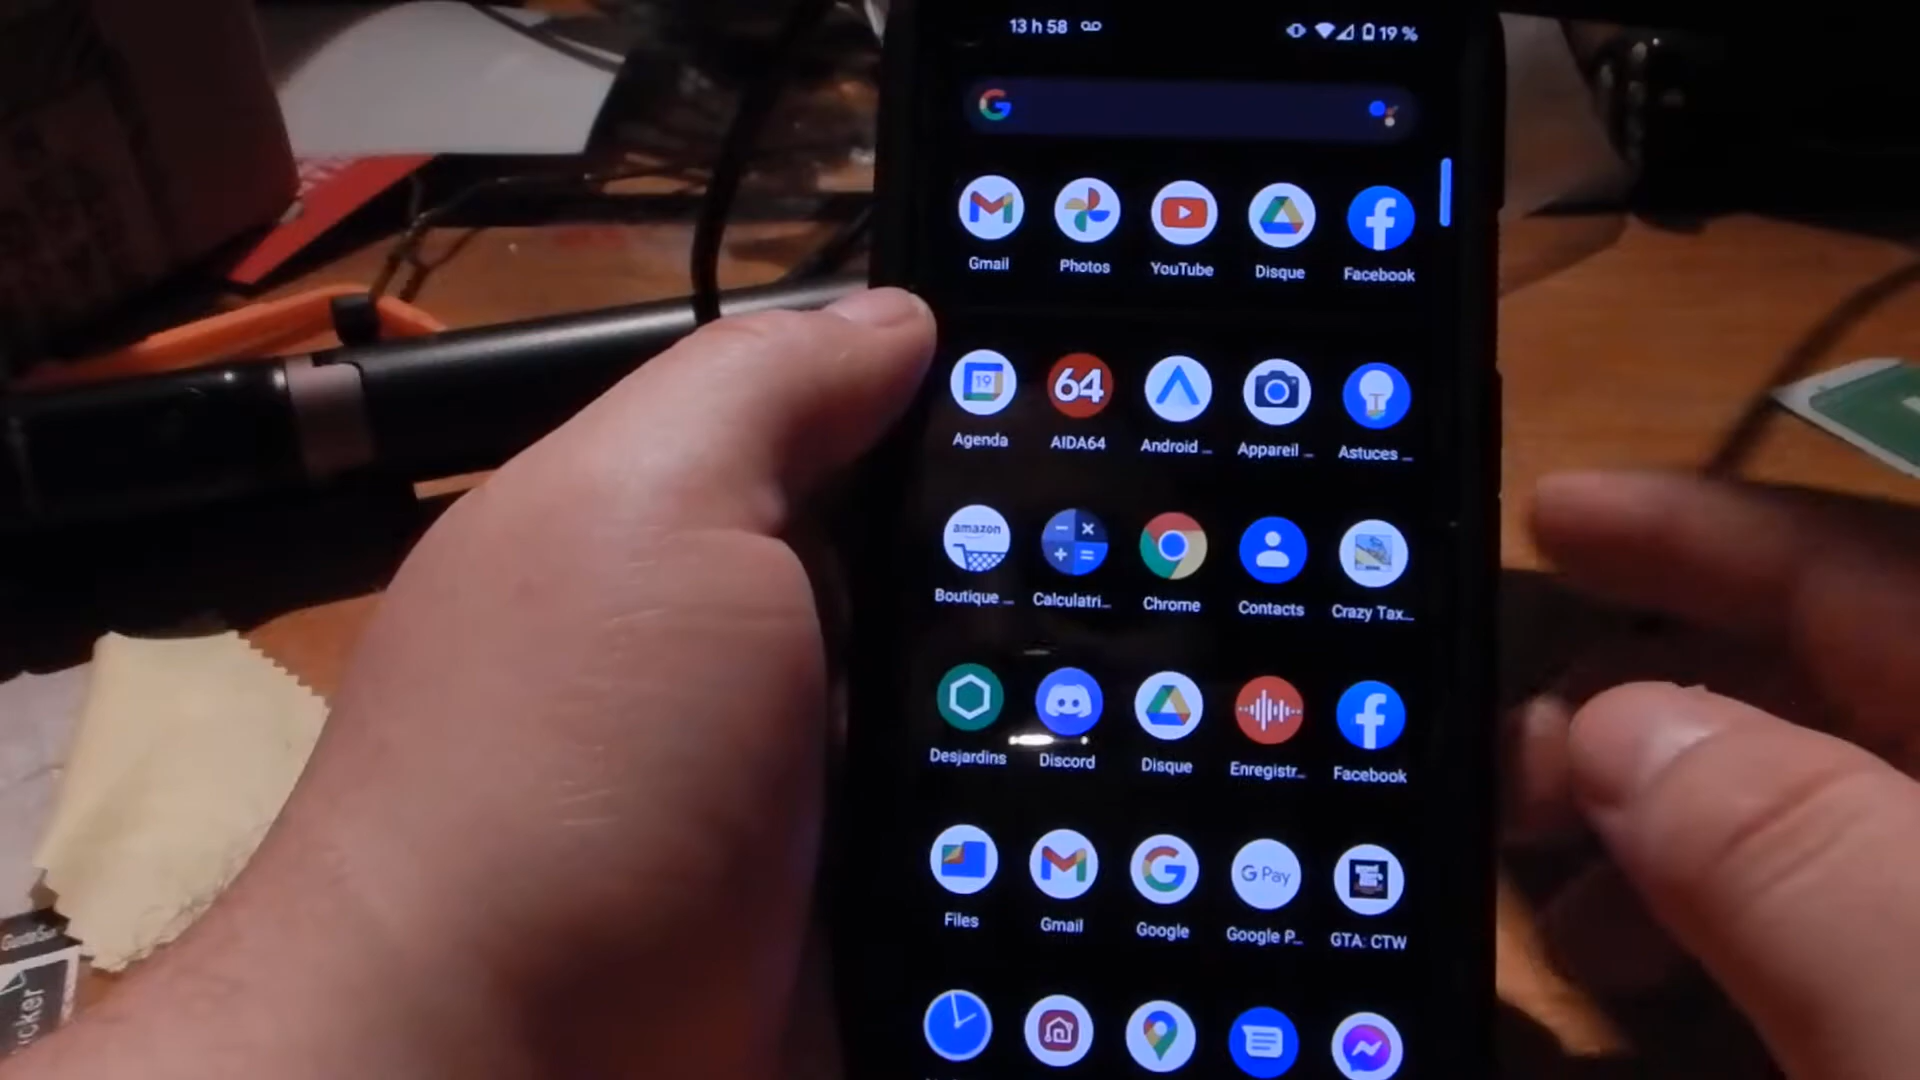 13 h 58 19 %
Gmail Photos YouTube Disque Facebook
19 64
Agenda AIDA64 Android ... Appareil ... Astuces ...
amazon
Boutique ... Calculatri... Chrome Contacts Crazy Tax...
Desjardins Discord Disque Enregistr... Facebook
G Pay
Files Gmail Google Google P... GTA: CTW
cker